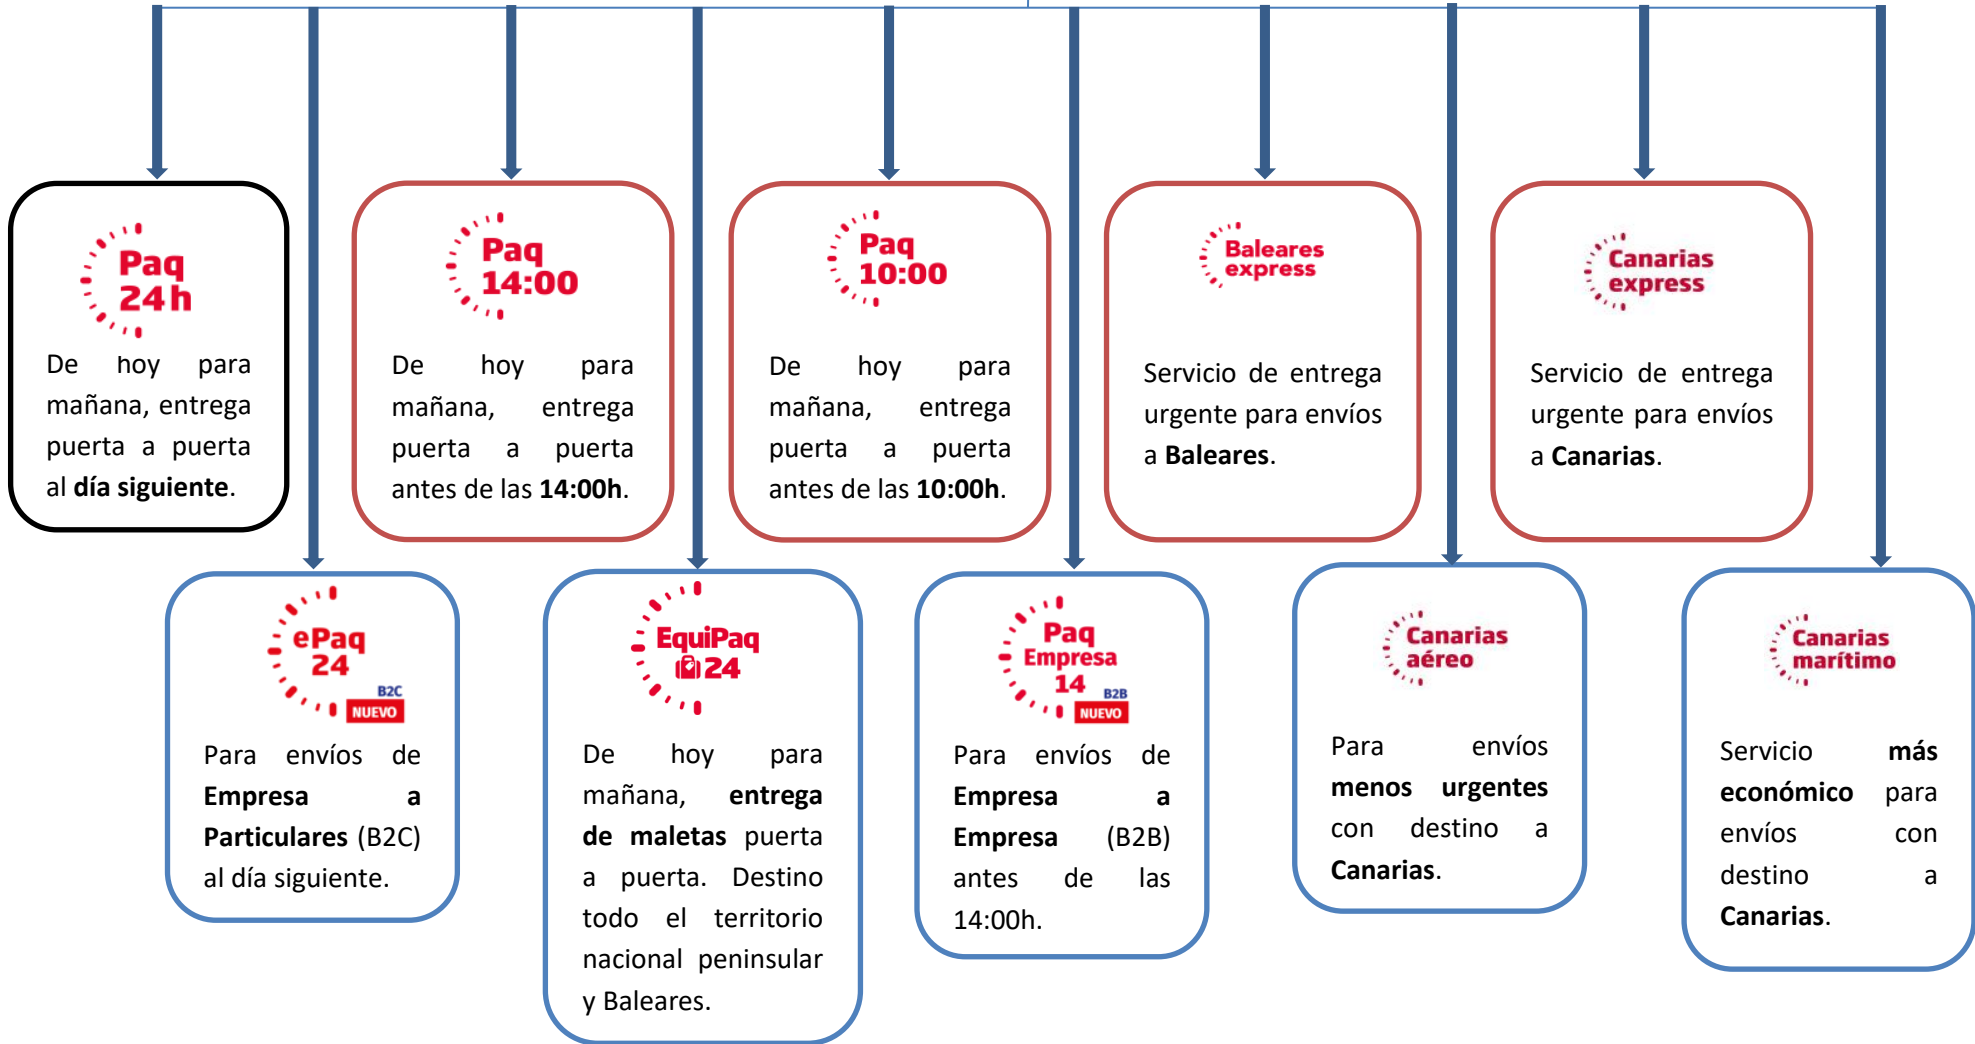 Paq
24h
De hoy para
mañana, entrega
puerta a puerta
al día siguiente.
Paq
14:00
De hoy para
mañana, entrega
puerta a puerta
antes de las 14:00h.
Paq
10:00
De hoy para
mañana, entrega
puerta a puerta
antes de las 10:00h.
Baleares
express
Servicio de entrega
urgente para envíos
a Baleares.
Canarias
express
Servicio de entrega
urgente para envíos
a Canarias.
ePaq
24
B2C
NUEVO
Para envíos de
Empresa a
Particulares (B2C)
al día siguiente.
EquiPaq
24
De hoy para
mañana, entrega
de maletas puerta
a puerta. Destino
todo el territorio
nacional peninsular
y Baleares.
Paq
Empresa
14
B2B
NUEVO
Para envíos de
Empresa a
Empresa (B2B)
antes de las
14:00h.
Canarias
aéreo
Para envíos
menos urgentes
con destino a
Canarias.
Canarias
marítimo
Servicio más
económico para
envíos con
destino a
Canarias.